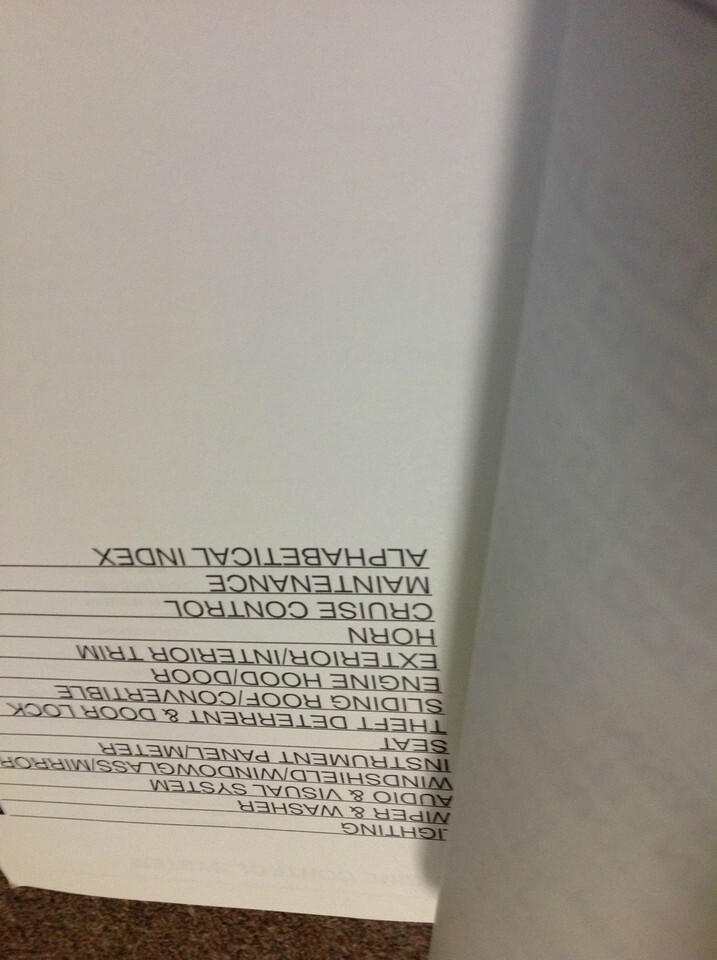 LIGHTING
WIPER & WASHER
AUDIO & VISUAL SYSTEM
WINDSHIELD/WINDOWGLASS/MIRROR
INSTRUMENT PANEL/METER
SEAT
THEFT DETERRENT & DOOR LOCK
SLIDING ROOF/CONVERTIBLE
ENGINE HOOD/DOOR
EXTERIOR/INTERIOR TRIM
HORN
CRUISE CONTROL
MAINTENANCE
ALPHABETICAL INDEX